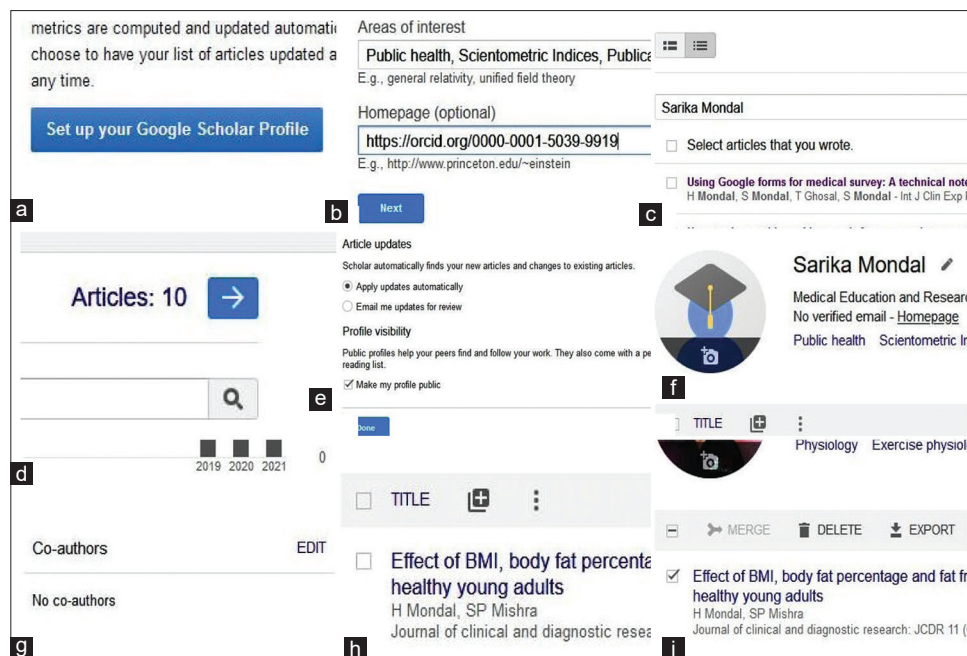 metrics are computed and updated automatic
choose to have your list of articles updated a
any time.
Set up your Google Scholar Profile
a
Areas of interest
Public health, Scientometric Indices, Publica
E.g., general relativity, unified field theory
Homepage (optional)
https://orcid.org/0000-0001-5039-9919
E.g., http://www.princeton.edu/~einstein
Next
b
Sarika Mondal
Select articles that you wrote.
Using Google forms for medical survey: A technical note
H Mondal, S Mondal, T Ghosal, S Mondal - Int J Clin Exp
c
Articles: 10
2019 2020 2021 0
d
Article updates
Scholar automatically finds your new articles and changes to existing articles.
Apply updates automatically
Email me updates for review
Profile visibility
Public profiles help your peers find and follow your work. They also come with a pe
reading list.
Make my profile public
Done
e
Sarika Mondal
Medical Education and Resear
No verified email - Homepage
Public health Scientometric In
f
TITLE
Co-authors EDIT
No co-authors
g
TITLE
Effect of BMI, body fat percenta
healthy young adults
H Mondal, SP Mishra
Journal of clinical and diagnostic resea
h
Physiology Exercise physiol
MERGE DELETE EXPORT
Effect of BMI, body fat percentage and fat fr
healthy young adults
H Mondal, SP Mishra
Journal of clinical and diagnostic research: JCDR 11 (
i